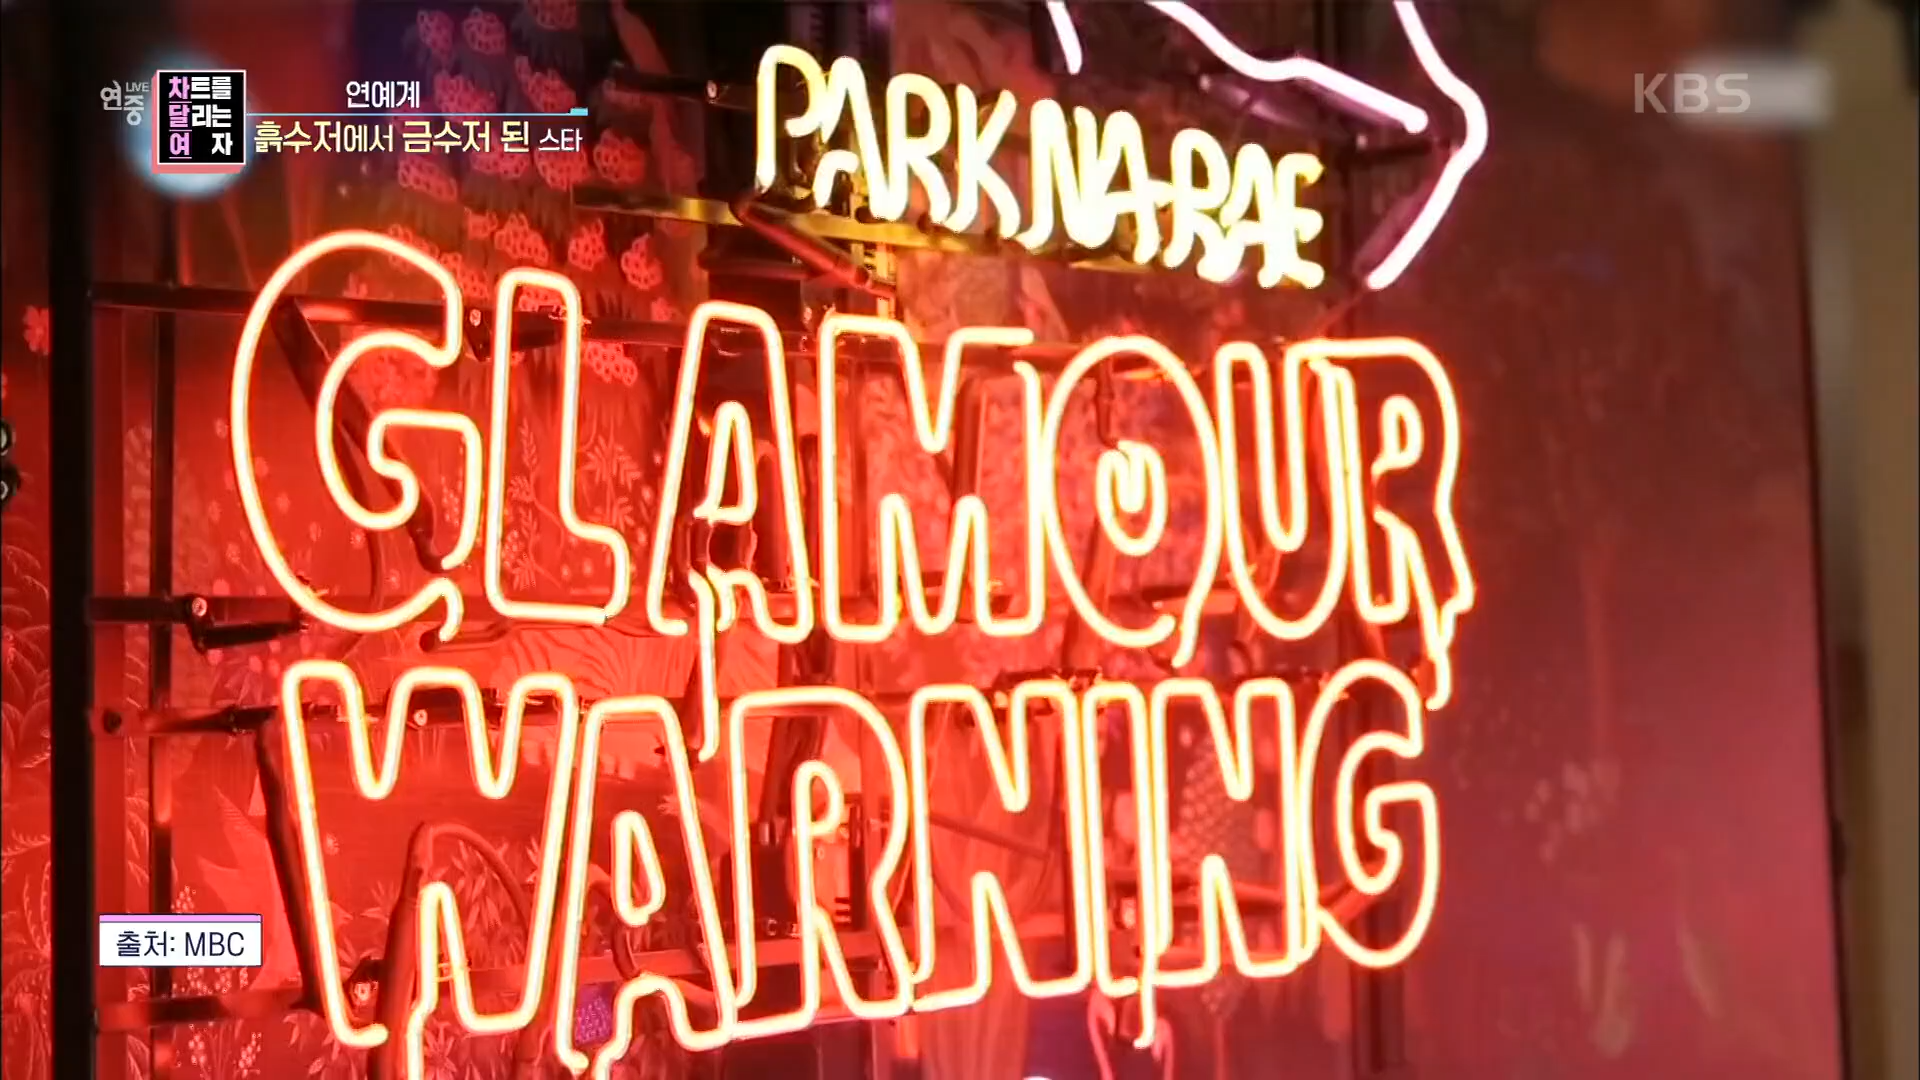 연중 LIVE
차트를
달리는
여자
연예계
흙수저에서 금수저 된 스타
KBS
PARK NA-RAE
GLAMOUR
WARNING
출처: MBC